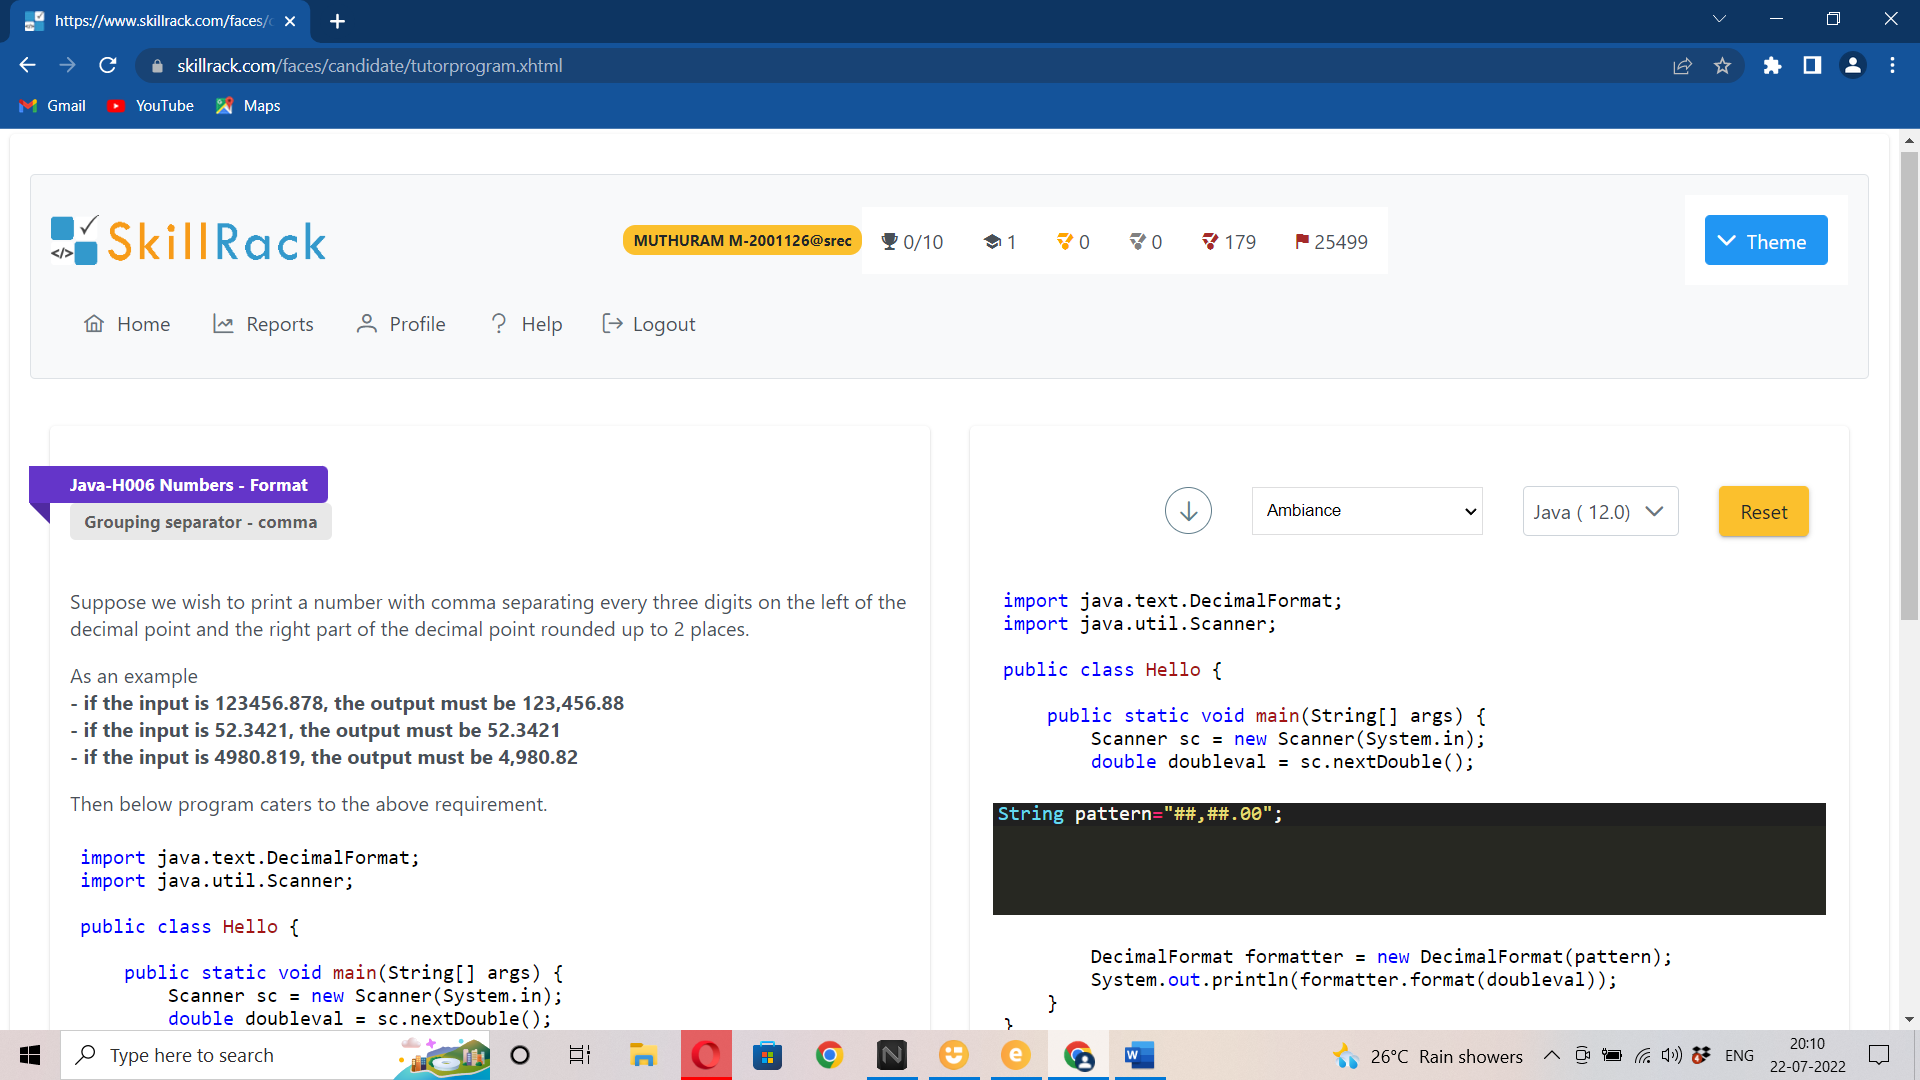 https://www.skillrack.com/faces/c
skillrack.com/faces/candidate/tutorprogram.xhtml
Gmail YouTube Maps
SkillRack
MUTHURAM M-2001126@srec 0/10 1 0 0 179 25499
Theme
Home Reports Profile Help Logout
Java-H006 Numbers - Format
Grouping separator - comma
Suppose we wish to print a number with comma separating every three digits on the left of the
decimal point and the right part of the decimal point rounded up to 2 places.
As an example
- if the input is 123456.878, the output must be 123,456.88
- if the input is 52.3421, the output must be 52.3421
- if the input is 4980.819, the output must be 4,980.82
Then below program caters to the above requirement.
import java.text.DecimalFormat;
import java.util.Scanner;
public class Hello {
public static void main(String[] args) {
Scanner sc = new Scanner(System.in);
double doubleval = sc.nextDouble();
Ambiance Java ( 12.0) Reset
import java.text.DecimalFormat;
import java.util.Scanner;
public class Hello {
public static void main(String[] args) {
Scanner sc = new Scanner(System.in);
double doubleval = sc.nextDouble();
String pattern="##,##.00";
DecimalFormat formatter = new DecimalFormat(pattern);
System.out.println(formatter.format(doubleval));
}
}
Type here to search
26°C Rain showers
ENG
20:10
22-07-2022